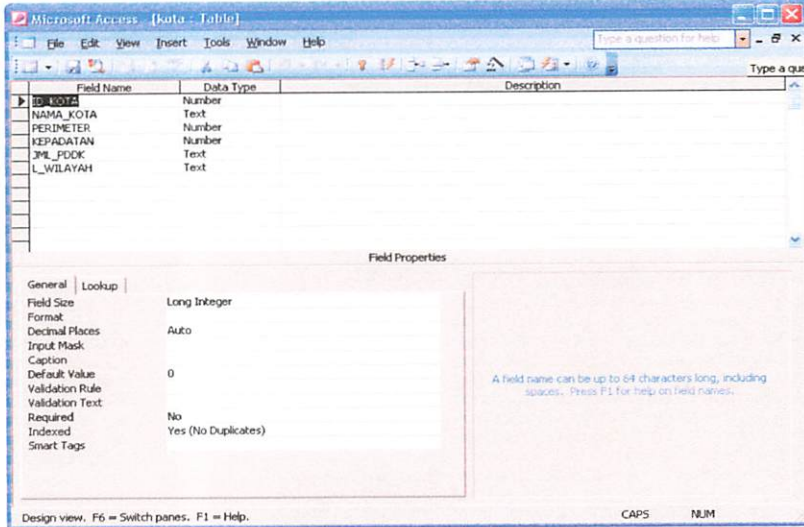 Microsoft Access - [kota : Table]
File Edit View Insert Tools Window Help
Type a question for help
Type a que
Field Name Data Type Description
ID_KOTA Number
NAMA_KOTA Text
PERIMETER Number
KEPADATAN Number
JML_PDDK Text
L_WILAYAH Text
Field Properties
General Lookup
Field Size Long Integer
Format
Decimal Places Auto
Input Mask
Caption
Default Value 0
Validation Rule
Validation Text
Required No
Indexed Yes (No Duplicates)
Smart Tags
A field name can be up to 64 characters long, including
spaces. Press F1 for help on field names.
Design view. F6 = Switch panes. F1 = Help. CAPS NUM